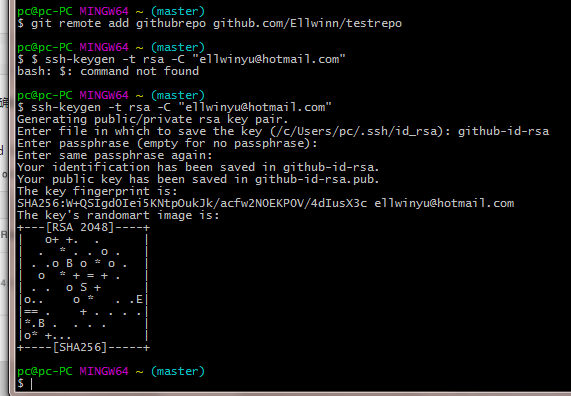 pc@pc-PC MINGW64 ~ (master)
$ git remote add githubrepo github.com/Ellwinn/testrepo
pc@pc-PC MINGW64 ~ (master)
$ $ ssh-keygen -t rsa -C "ellwinyu@hotmail.com"
bash: $: command not found
pc@pc-PC MINGW64 ~ (master)
$ ssh-keygen -t rsa -C "ellwinyu@hotmail.com"
Generating public/private rsa key pair.
Enter file in which to save the key (/c/Users/pc/.ssh/id_rsa): github-id-rsa
Enter passphrase (empty for no passphrase):
Enter same passphrase again:
Your identification has been saved in github-id-rsa.
Your public key has been saved in github-id-rsa.pub.
The key fingerprint is:
SHA256:W+QSIgdOIei5KNtpOukJk/acfw2NOEKPOV/4dIusX3c ellwinyu@hotmail.com
The key's randomart image is:
+---[RSA 2048]----+
|   o+ +.  .      |
|  .  * . . o .   |
| . .o B o * o .  |
|  o  * + = + .   |
| . .  o S +      |
|o..    o *   . .E|
|== .    + . . . .|
|*.B .  . . .     |
|o* +...          |
+----[SHA256]-----+
pc@pc-PC MINGW64 ~ (master)
$